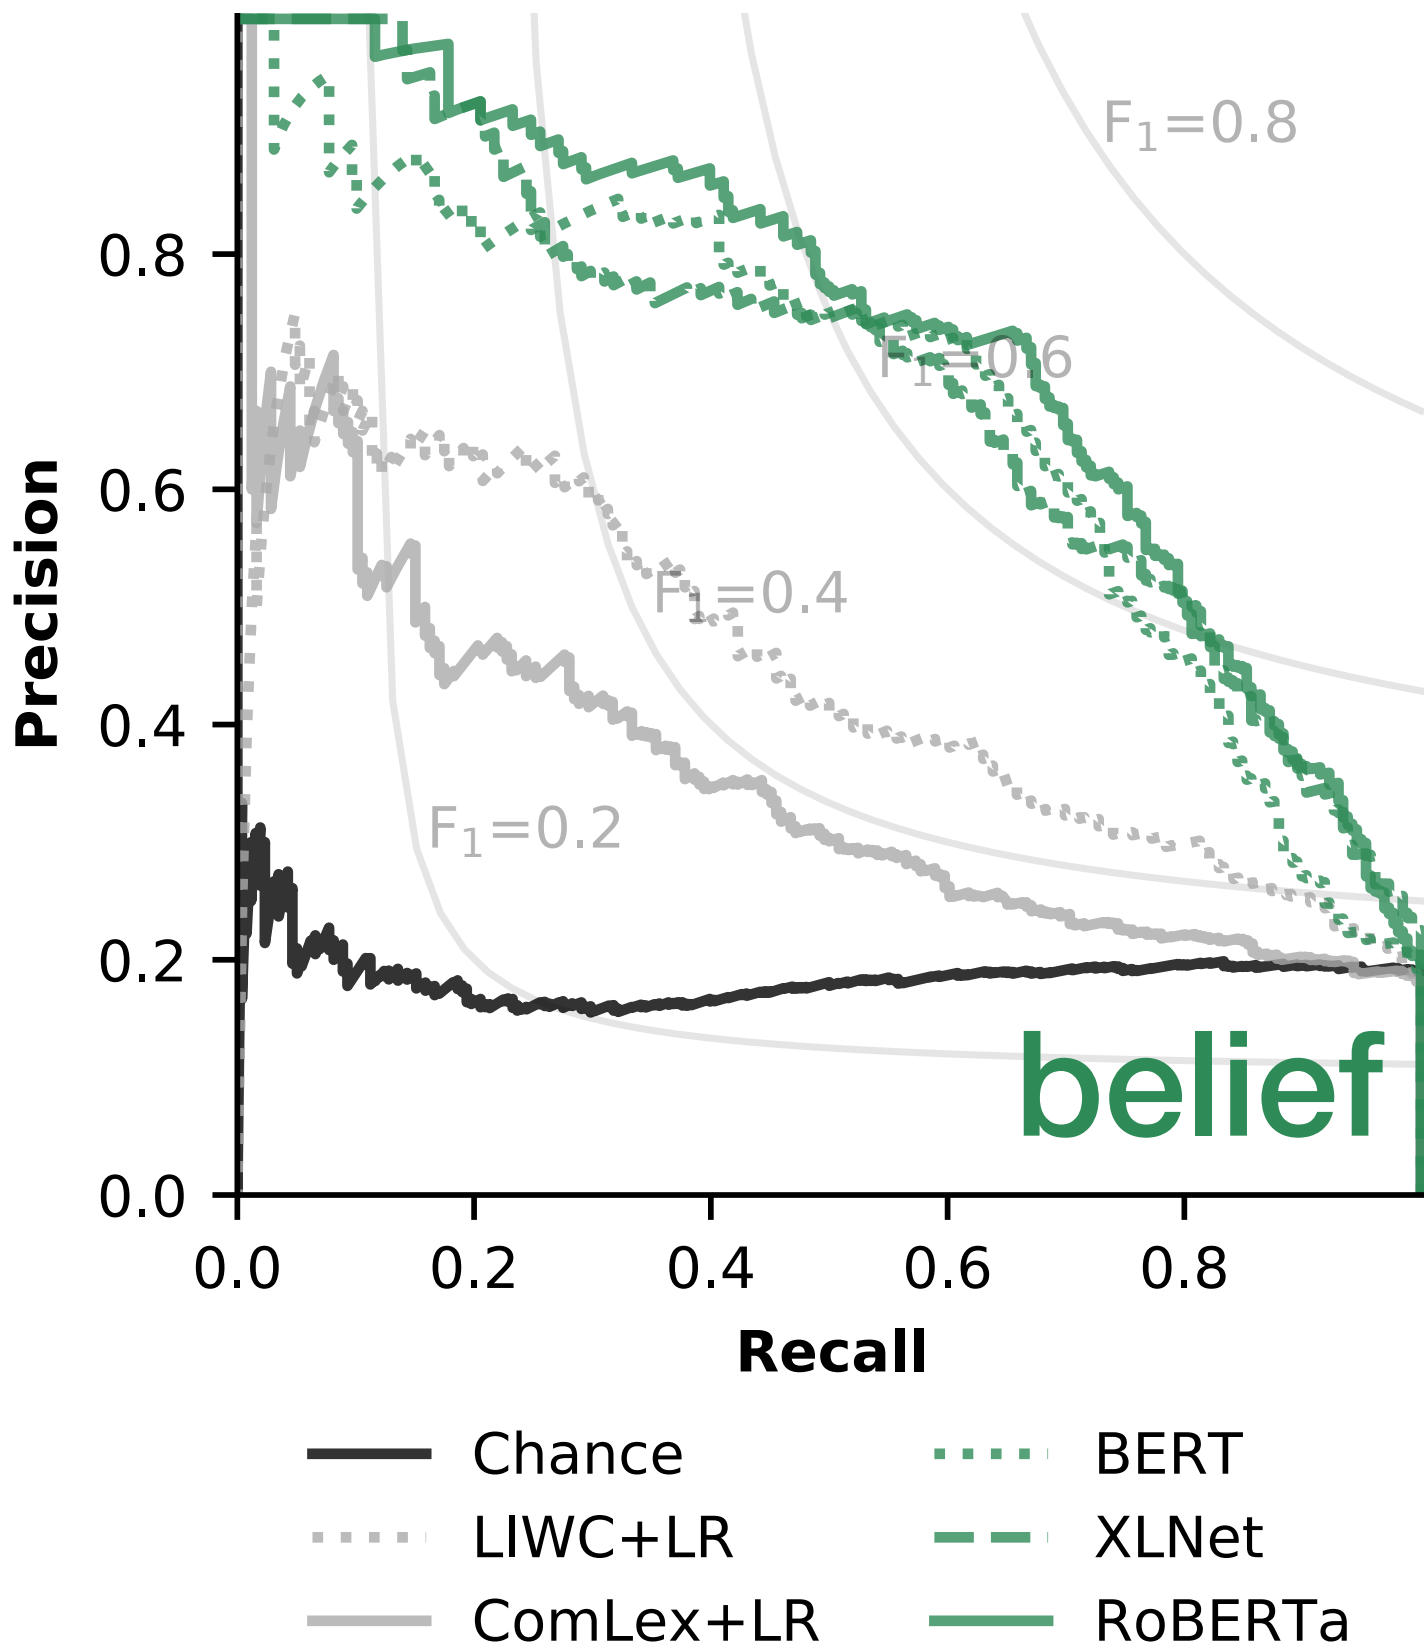 F₁=0.8
0.8
F₁=0.6
0.6
F₁=0.4
Precision
0.4
F₁=0.2
0.2
belief
0.0
0.0 0.2 0.4 0.6 0.8
Recall
Chance BERT
LIWC+LR XLNet
ComLex+LR RoBERTa